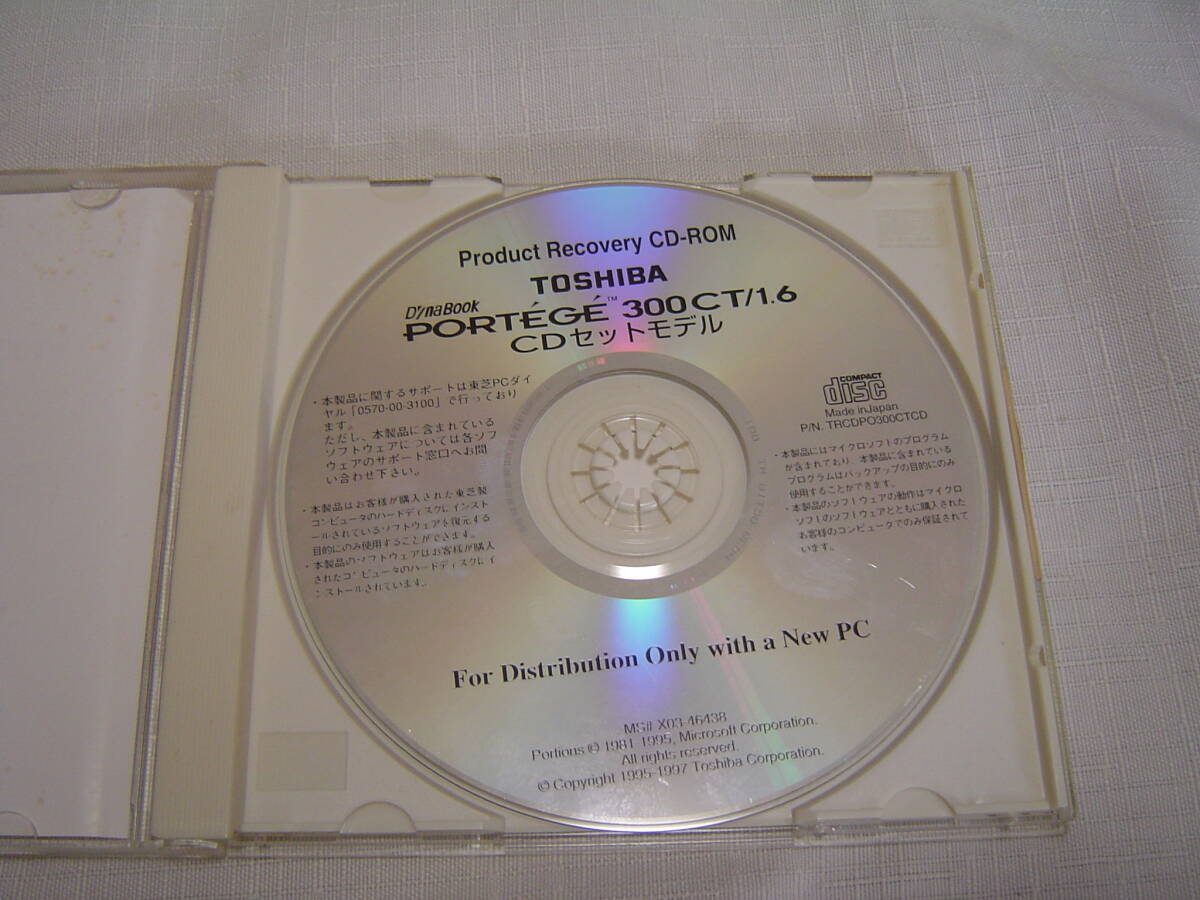 Product Recovery CD-ROM
TOSHIBA
DynaBook
PORTÉGÉ™ 300CT/1.6
CDセットモデル
・本製品に関するサポートは東芝PCダイ
ヤル「0570-00-3100」で行っており
ます。
ただし、本製品に含まれている
ソフトウェアについては各ソフ
ウェアのサポート窓口へお問
い合わせ下さい。
・本製品はお客様が購入された東芝製
コンピュータのハードディスクにインスト
ールされているソフトウェアを復元する
目的にのみ使用することができます。
・本製品のソフトウェアはお客様が購入
されたコンピュータのハードディスクにイ
ンストールされています。
COMPACT
disc
Made in Japan
P/N. TRCDPO300CTCD
・本製品にはマイクロソフトのプログラム
が含まれており、本製品に含まれている
プログラムはバックアップの目的にのみ
使用することができます。
・本製品のソフトウェアの動作はマイクロ
ソフトのソフトウェアとともに購入された
お客様のコンピュータでのみ保証されて
います。
For Distribution Only with a New PC
MS# X03-46438
Portions © 1981-1995, Microsoft Corporation.
All rights reserved.
© Copyright 1995-1997 Toshiba Corporation.